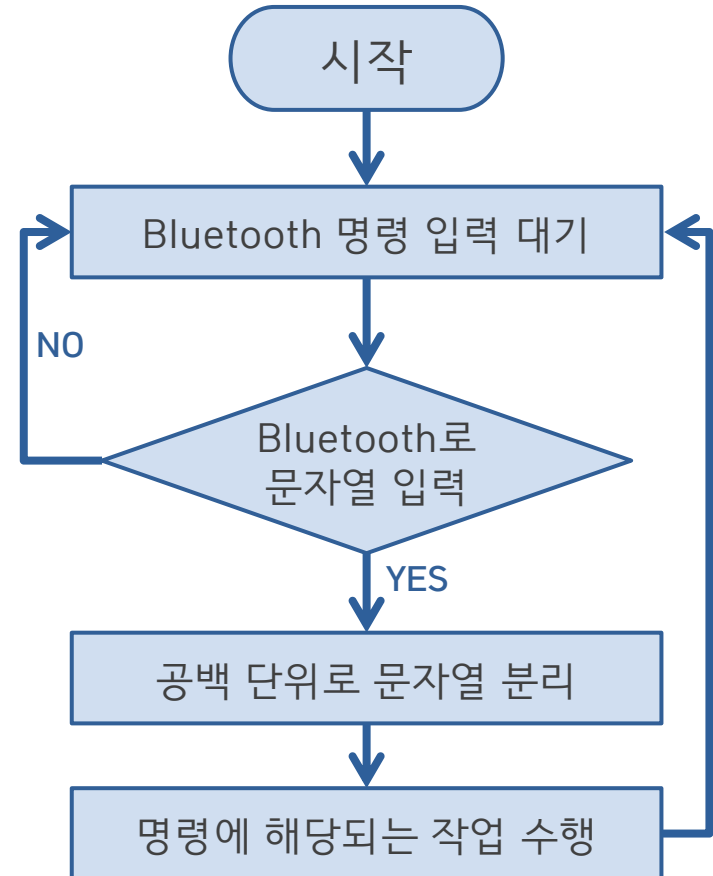 시작
Bluetooth 명령 입력 대기
NO
Bluetooth로
문자열 입력
YES
공백 단위로 문자열 분리
명령에 해당되는 작업 수행